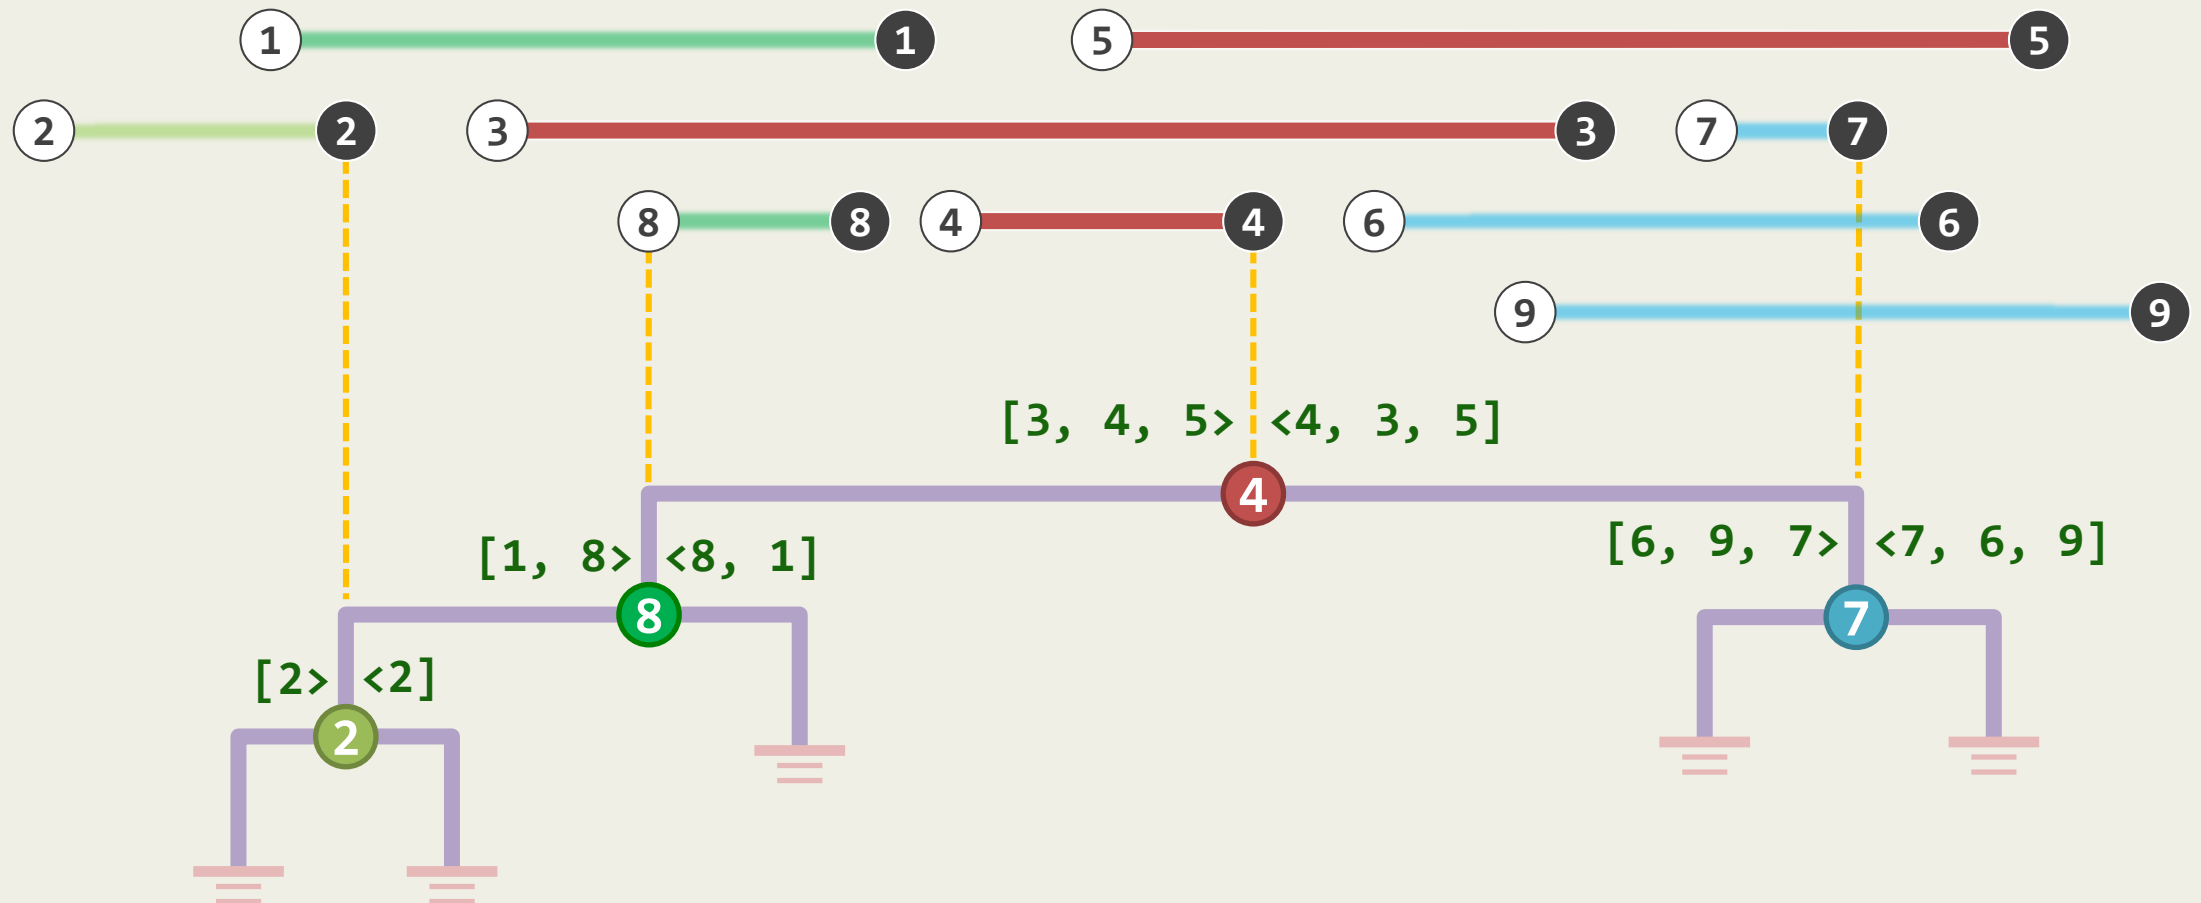 1 1 5 5
2 2 3 3 7 7
8 8 4 4 6 6
9 9
[3, 4, 5> <4, 3, 5]
4
[1, 8> <8, 1]
[6, 9, 7> <7, 6, 9]
8
7
[2> <2]
2